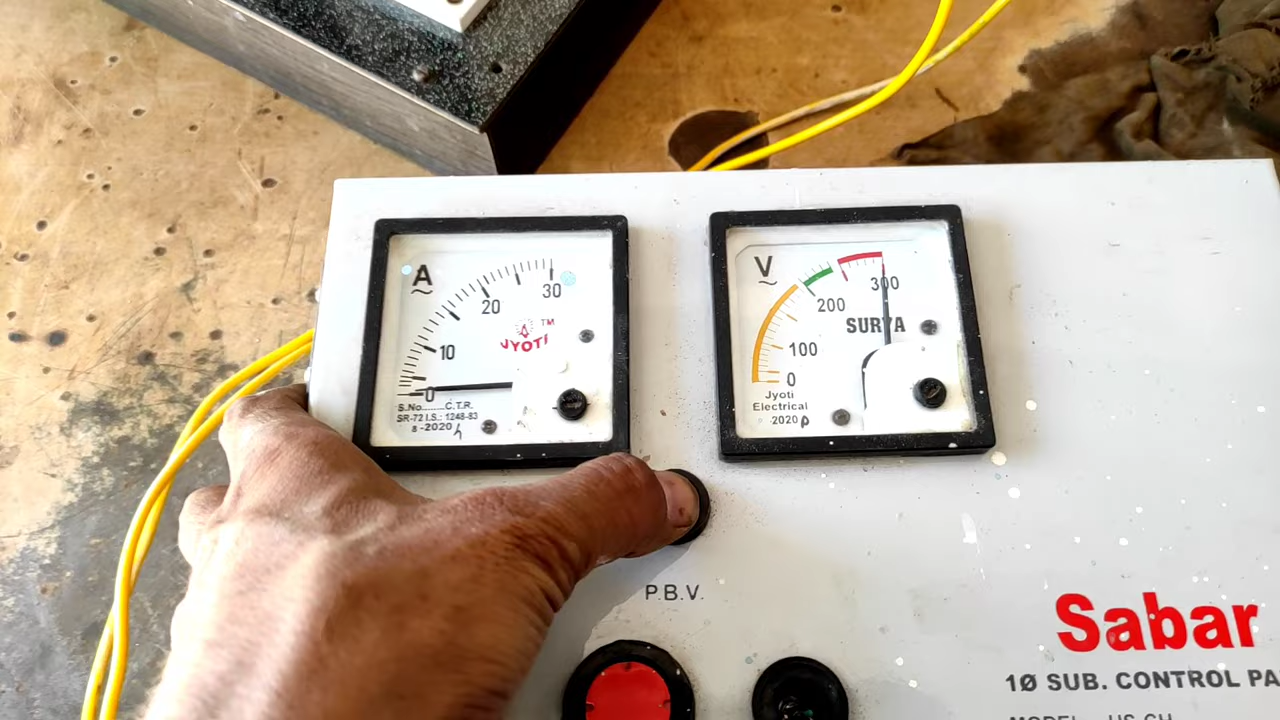 A
~
0
10
20
30
TM
JYOTI
S.No........C.T.R.
SR-72 I.S.: 1248-83
8 -2020
V
~
0
100
200
300
SURYA
Jyoti
Electrical
2020
P.B.V.
Sabar
1Ø SUB. CONTROL PA
MODEL